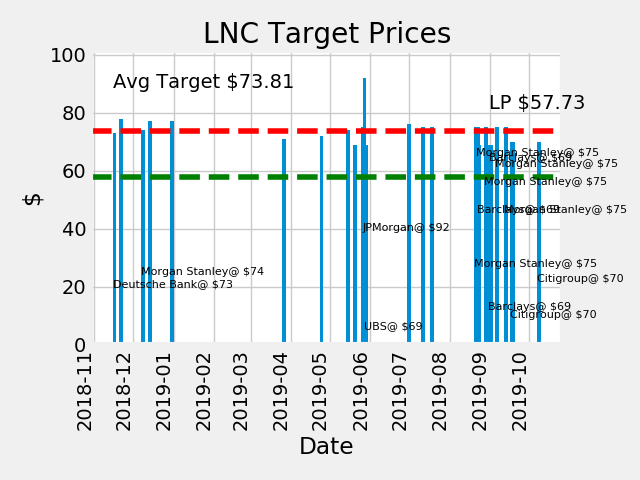 LNC Target Prices
100
Avg Target $73.81
LP $57.73
80
Morgan Stanley@ $75
Barclays@ $69
Morgan Stanley@ $75
60
Morgan Stanley@ $75
$
Barclays@ $69
Morgan Stanley@ $75
40
JPMorgan@ $92
Morgan Stanley@ $75
Morgan Stanley@ $74
Citigroup@ $70
Deutsche Bank@ $73
20
Barclays@ $69
Citigroup@ $70
UBS@ $69
0
2018-11
2018-12
2019-01
2019-02
2019-03
2019-04
2019-05
2019-06
2019-07
2019-08
2019-09
2019-10
Date